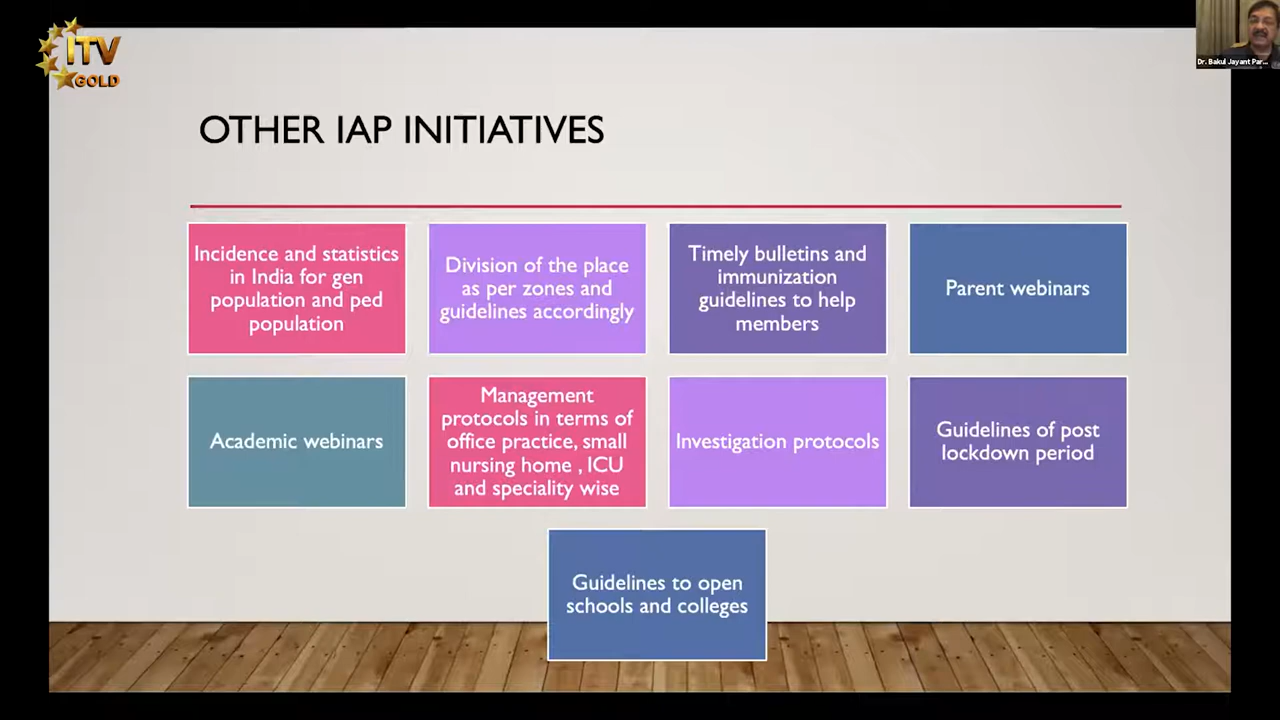 ITV
GOLD
Dr. Bakul Jayant Par...
OTHER IAP INITIATIVES
Incidence and statistics
in India for gen
population and ped
population
Division of the place
as per zones and
guidelines accordingly
Timely bulletins and
immunization
guidelines to help
members
Parent webinars
Academic webinars
Management
protocols in terms of
office practice, small
nursing home , ICU
and speciality wise
Investigation protocols
Guidelines of post
lockdown period
Guidelines to open
schools and colleges